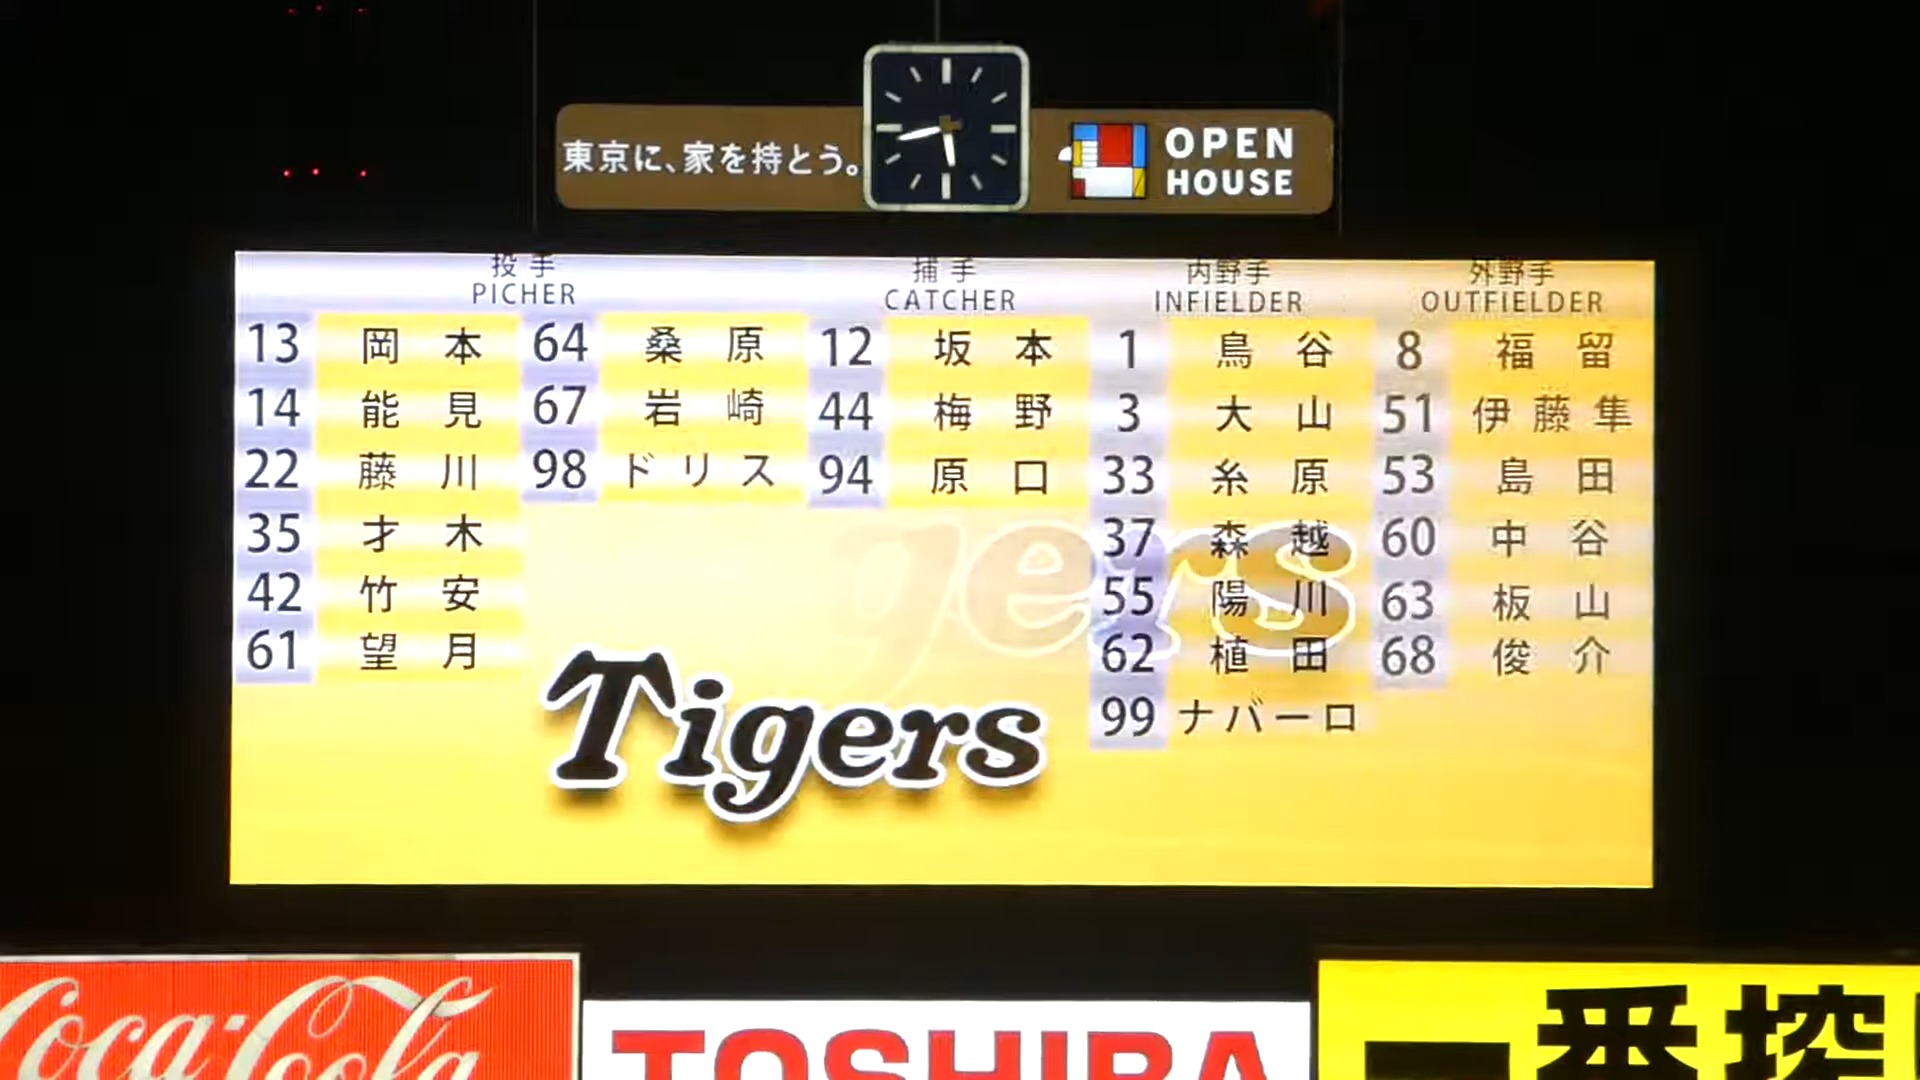 東京に、家を持とう。
OPEN
HOUSE
投手 捕手 内野手 外野手
PICHER CATCHER INFIELDER OUTFIELDER
13 岡本 64 桑原 12 坂本 1 鳥谷 8 福留
14 能見 67 岩崎 44 梅野 3 大山 51 伊藤隼
22 藤川 98 ドリス 94 原口 33 糸原 53 島田
35 才木 37 森越 60 中谷
42 竹安 55 陽川 63 板山
61 望月 62 植田 68 俊介
99 ナバーロ
gers
Tigers
Coca-Cola
TOSHIBA
一番搾